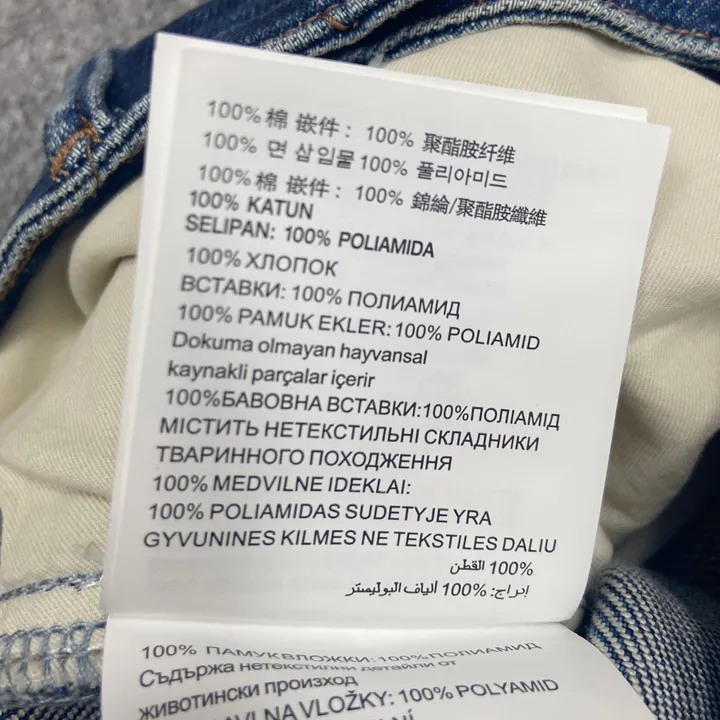 100%棉 嵌件： 100% 聚酯胺纤维
100% 면 삽입물100% 폴리아미드
100%棉 嵌件： 100% 錦綸/聚酯胺纖維
100% KATUN
SELIPAN: 100% POLIAMIDA
100% ХЛОПОК
ВСТАВКИ: 100% ПОЛИАМИД
100% PAMUK EKLER: 100% POLIAMID
Dokuma olmayan hayvansal
kaynakli parçalar içerir
100%БАВОВНА ВСТАВКИ:100%ПОЛІАМІД
МІСТИТЬ НЕТЕКСТИЛЬНІ СКЛАДНИКИ
ТВАРИННОГО ПОХОДЖЕННЯ
100% MEDVILNE IDEKLAI:
100% POLIAMIDAS SUDETYJE YRA
GYVUNINES KILMES NE TEKSTILES DALIU
100% القطن
إدراج: 100% ألياف البوليستر
100% ПАМУКВЛОЖКИ:100%ПОЛИАМИД
Съдържа нетекстилни детайли от
животински произход
VLOŽKY: 100% POLYAMID